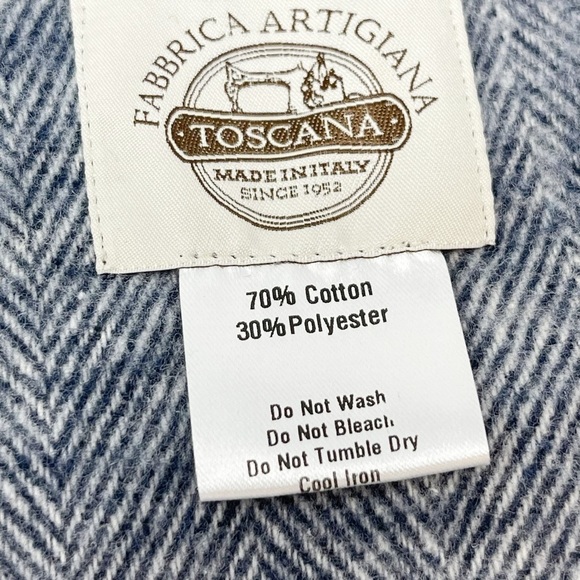 FABBRICA ARTIGIANA
TOSCANA
MADE IN ITALY
SINCE 1952
70% Cotton
30%Polyester
Do Not Wash
Do Not Bleach
Do Not Tumble Dry
Cool Iron